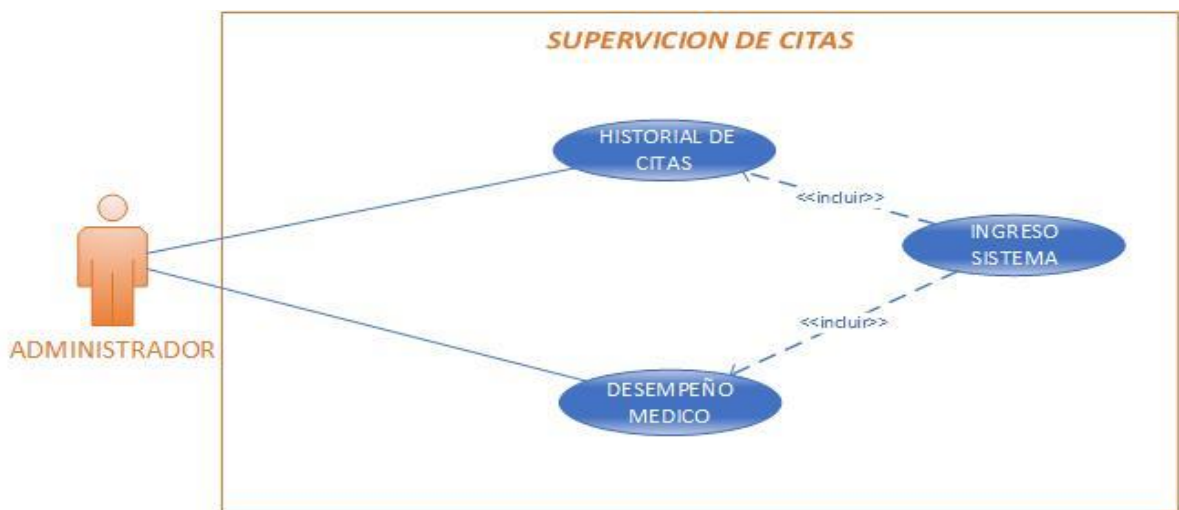 SUPERVICION DE CITAS
HISTORIAL DE
CITAS
<<incluir>>
INGRESO
SISTEMA
<<incluir>>
ADMINISTRADOR
DESEMPEÑO
MEDICO